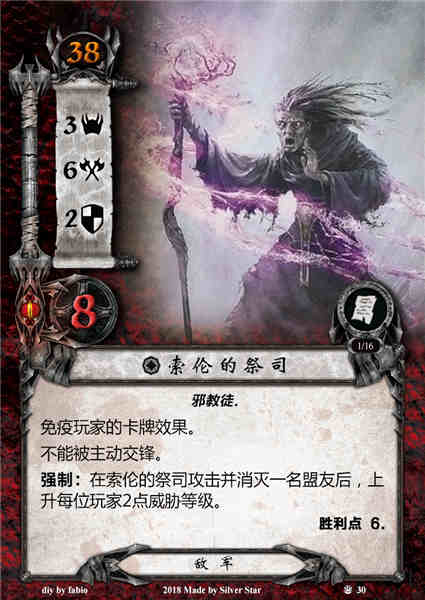 38
3
6
2
8
1/16
索伦的祭司
邪教徒.
免疫玩家的卡牌效果。
不能被主动交锋。
强制：在索伦的祭司攻击并消灭一名盟友后，上
升每位玩家2点威胁等级。
胜利点 6.
敌军
diy by fabio 2018 Made by Silver Star 30